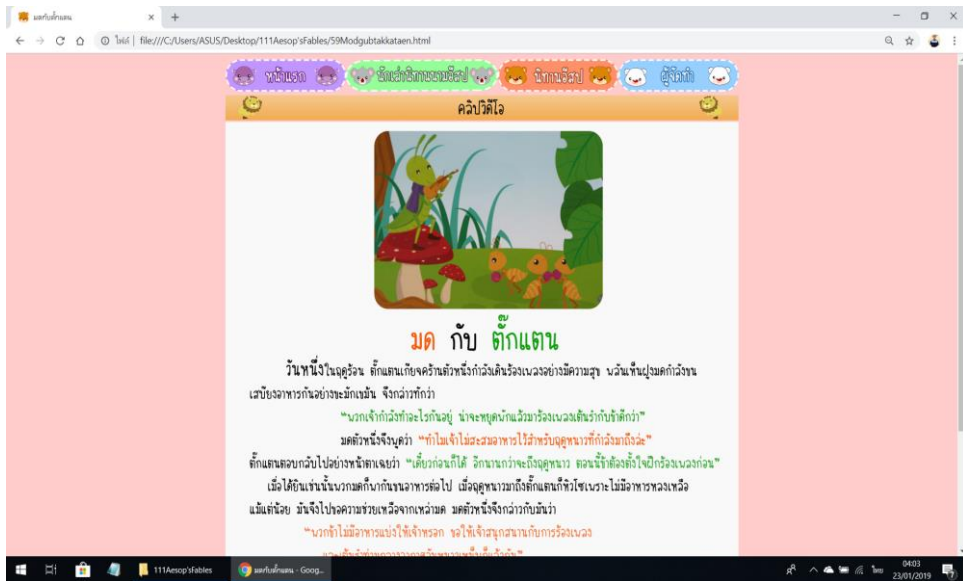 มดกับตั๊กแตน
ไฟล์ | file:///C:/Users/ASUS/Desktop/111Aesop'sFables/59Modgubtakkataen.html
หน้าแรก นักเล่านิทานนามอีสป นิทานอีสป ผู้จัดทำ
คลิปวิดีโอ
มด กับ ตั๊กแตน
วันหนึ่งในฤดูร้อน ตั๊กแตนเกียจคร้านตัวหนึ่งกำลังเดินร้องเพลงอย่างมีความสุข พลันเห็นฝูงมดกำลังขน
เสบียงอาหารกันอย่างขะมักเขม้น จึงกล่าวทักว่า
“พวกเจ้ากำลังทำอะไรกันอยู่ น่าจะหยุดพักแล้วมาร้องเพลงเต้นรำกับข้าดีกว่า”
มดตัวหนึ่งจึงพูดว่า “ทำไมเจ้าไม่สะสมอาหารไว้สำหรับฤดูหนาวที่กำลังมาถึงล่ะ”
ตั๊กแตนตอบกลับไปอย่างหน้าตาเฉยว่า “เดี๋ยวก่อนก็ได้ อีกนานกว่าจะถึงฤดูหนาว ตอนนี้ข้าต้องตั้งใจฝึกร้องเพลงก่อน”
เมื่อได้ยินเช่นนั้นพวกมดก็พากันขนอาหารต่อไป เมื่อฤดูหนาวมาถึงตั๊กแตนก็หิวโซเพราะไม่มีอาหารหลงเหลือ
แม้แต่น้อย มันจึงไปขอความช่วยเหลือจากเหล่ามด มดตัวหนึ่งจึงกล่าวกับมันว่า
“พวกข้าไม่มีอาหารแบ่งให้เจ้าหรอก ขอให้เจ้าสนุกสนานกับการร้องเพลง
111Aesop'sFables มดกับตั๊กแตน - Goog... ไทย 04:03
23/01/2019